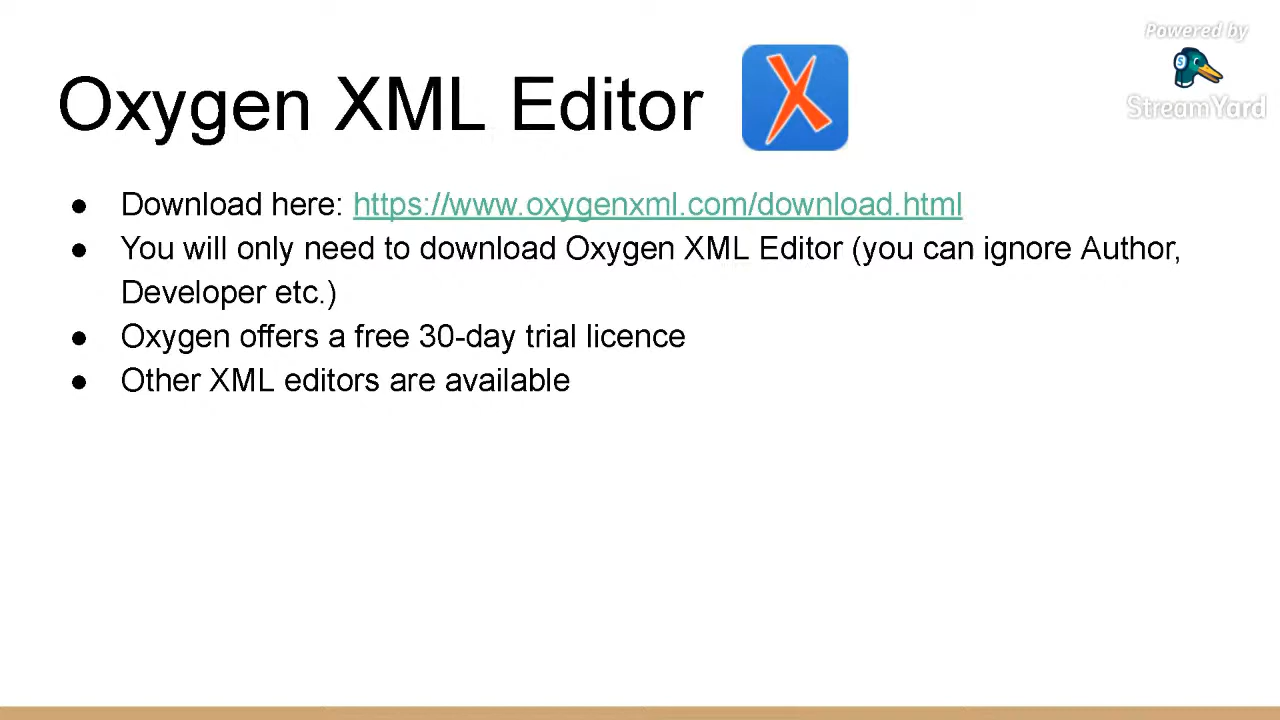 Powered by
StreamYard
Oxygen XML Editor
● Download here: https://www.oxygenxml.com/download.html
● You will only need to download Oxygen XML Editor (you can ignore Author,
Developer etc.)
● Oxygen offers a free 30-day trial licence
● Other XML editors are available